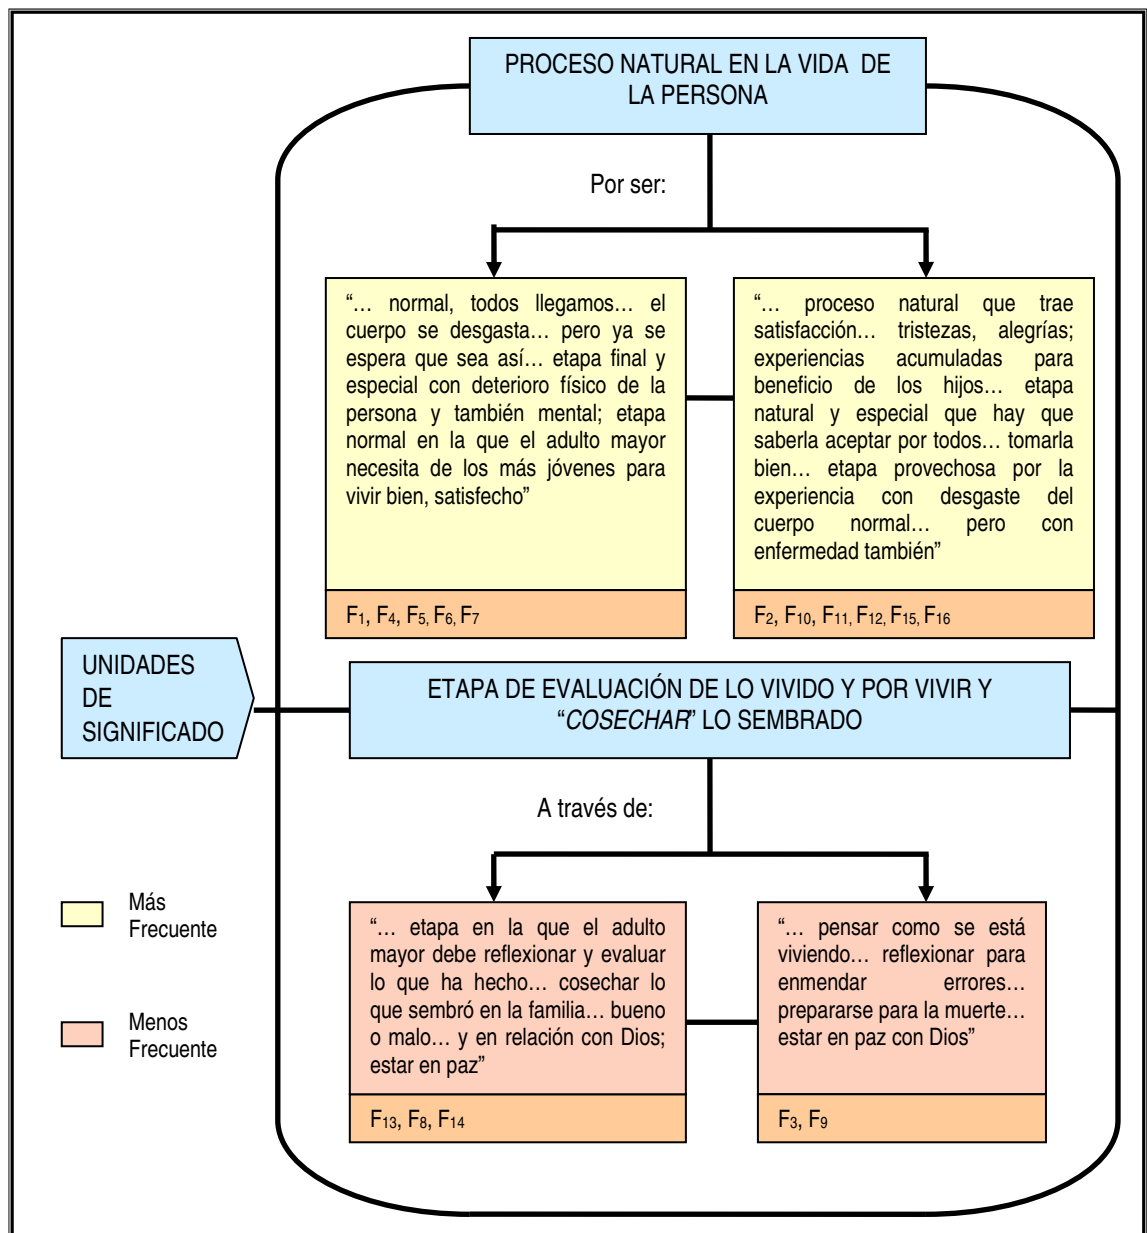 PROCESO NATURAL EN LA VIDA DE
LA PERSONA
Por ser:
“… normal, todos llegamos… el
cuerpo se desgasta… pero ya se
espera que sea así… etapa final y
especial con deterioro físico de la
persona y también mental; etapa
normal en la que el adulto mayor
necesita de los más jóvenes para
vivir bien, satisfecho”
F1, F4, F5, F6, F7
“… proceso natural que trae
satisfacción… tristezas, alegrías;
experiencias acumuladas para
beneficio de los hijos… etapa
natural y especial que hay que
saberla aceptar por todos… tomarla
bien… etapa provechosa por la
experiencia con desgaste del
cuerpo normal… pero con
enfermedad también”
F2, F10, F11, F12, F15, F16
UNIDADES
DE
SIGNIFICADO
ETAPA DE EVALUACIÓN DE LO VIVIDO Y POR VIVIR Y
“COSECHAR” LO SEMBRADO
A través de:
“… etapa en la que el adulto
mayor debe reflexionar y evaluar
lo que ha hecho… cosechar lo
que sembró en la familia… bueno
o malo… y en relación con Dios;
estar en paz”
F13, F8, F14
“… pensar como se está
viviendo… reflexionar para
enmendar errores…
prepararse para la muerte…
estar en paz con Dios”
F3, F9
Más
Frecuente
Menos
Frecuente